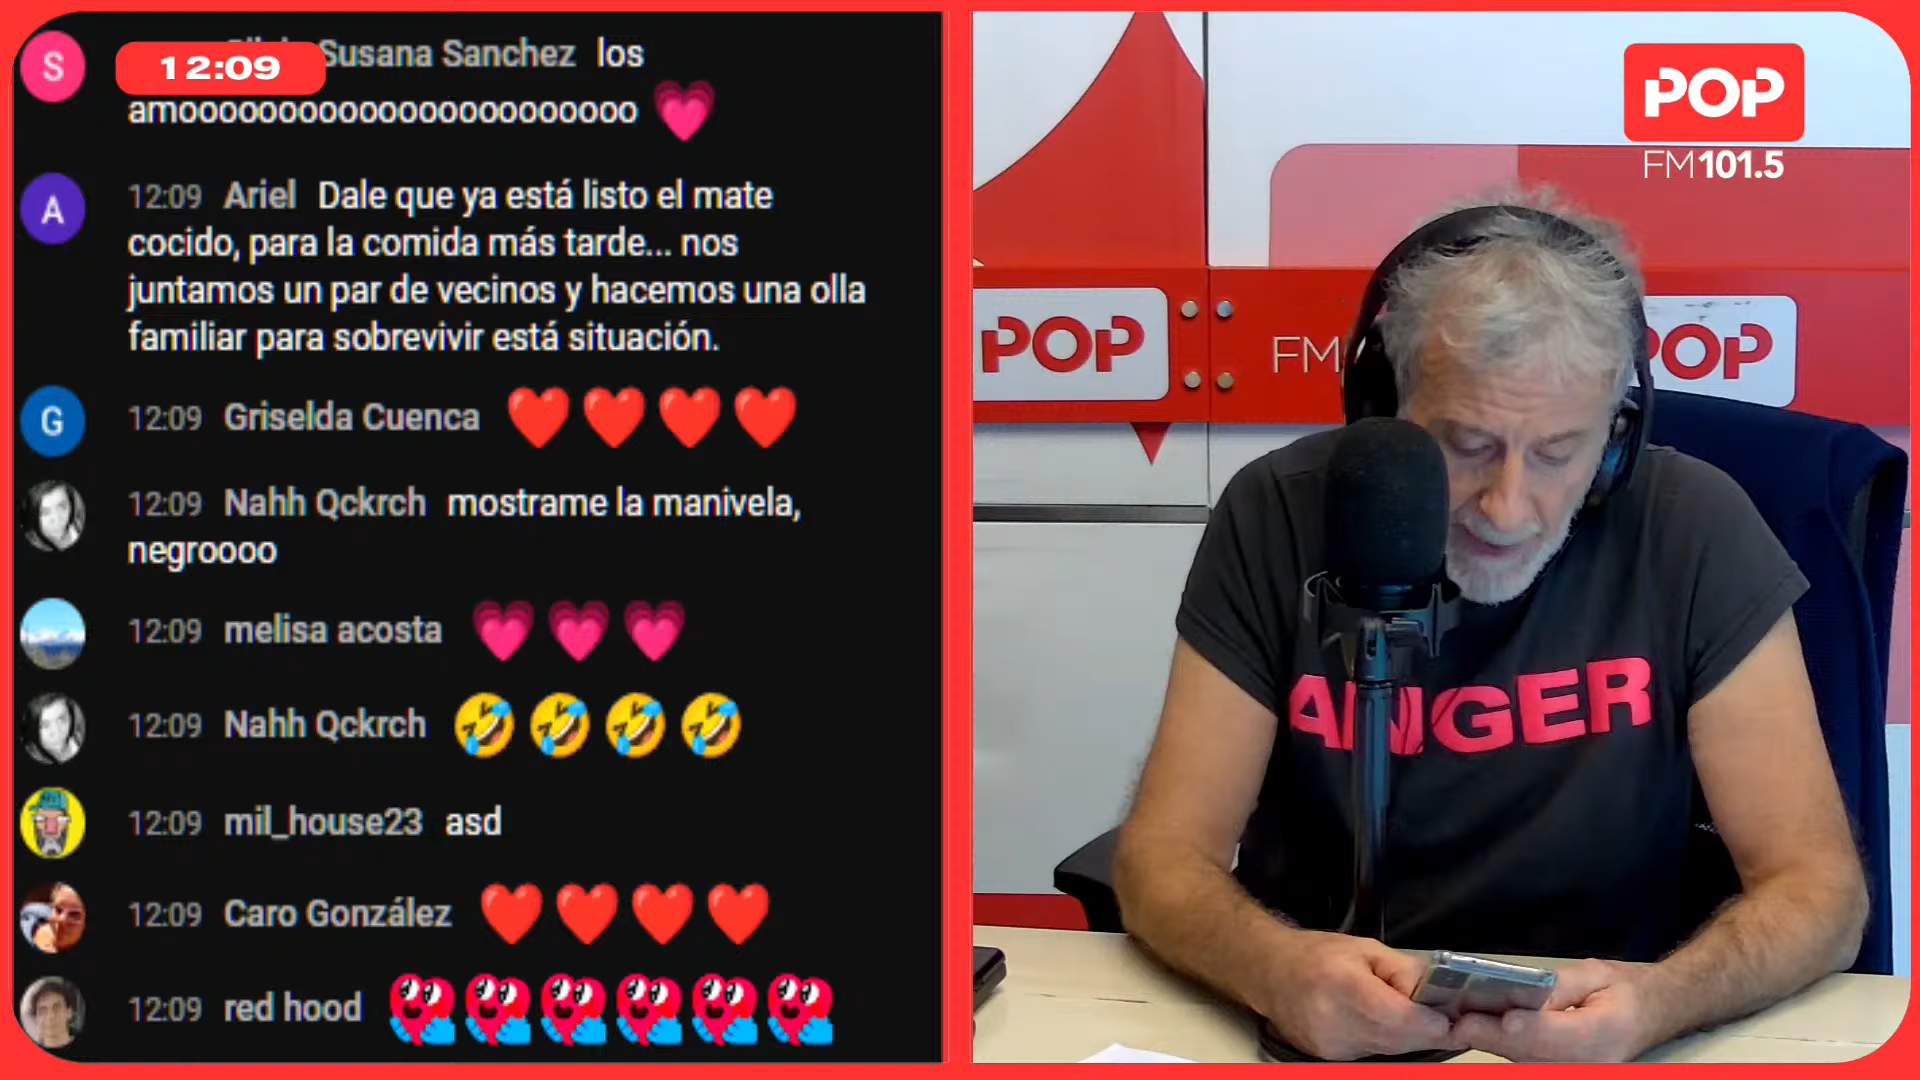 S
12:09
Susana Sanchez los
amooooooooooooooooooooooo
A
12:09 Ariel Dale que ya está listo el mate
cocido, para la comida más tarde... nos
juntamos un par de vecinos y hacemos una olla
familiar para sobrevivir está situación.
G
12:09 Griselda Cuenca
12:09 Nahh Qckrch mostrame la manivela,
negroooo
12:09 melisa acosta
12:09 Nahh Qckrch
12:09 mil_house23 asd
12:09 Caro González
12:09 red hood
POP
FM101.5
POP
FM
POP
ANGER